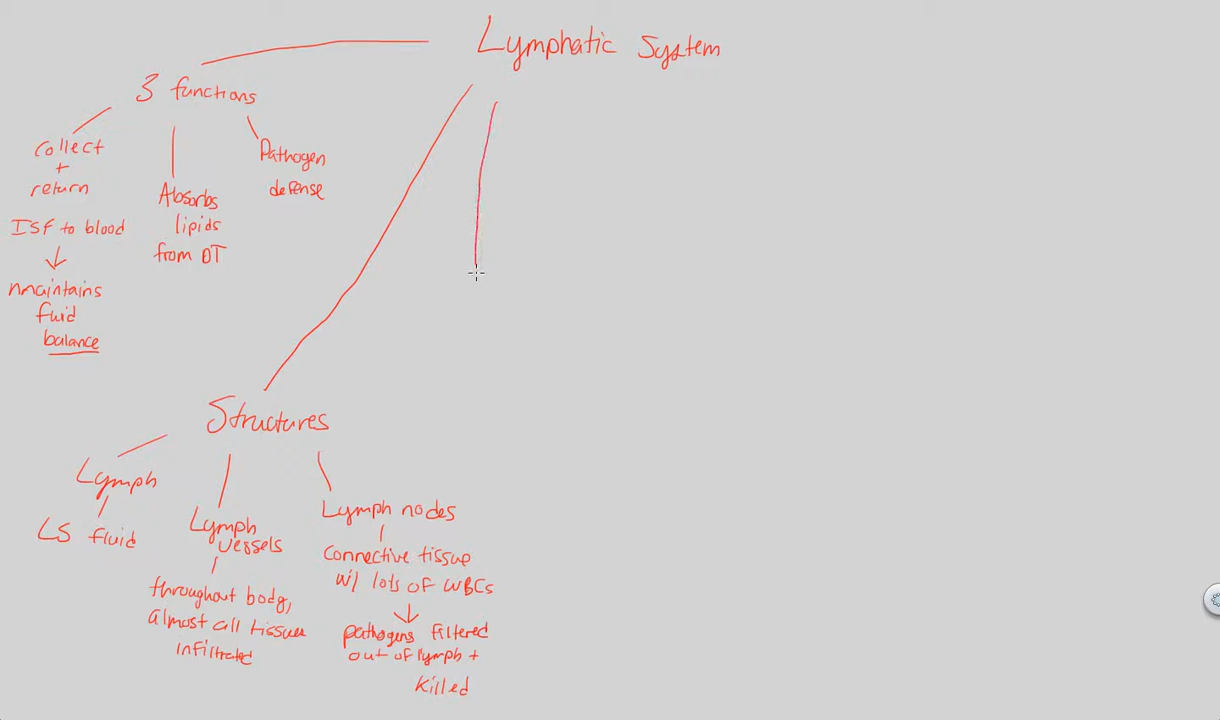 Lymphatic System
3 functions
Collect
+
return
ISF to blood
maintains
fluid
balance
Absorbs
lipids
from DT
Pathogen
defense
Structures
Lymph
LS fluid
Lymph
vessels
throughout body,
almost all tissue
infiltrated
Lymph nodes
Connective tissue
w/ lots of WBCs
pathogens filtered
out of lymph +
killed